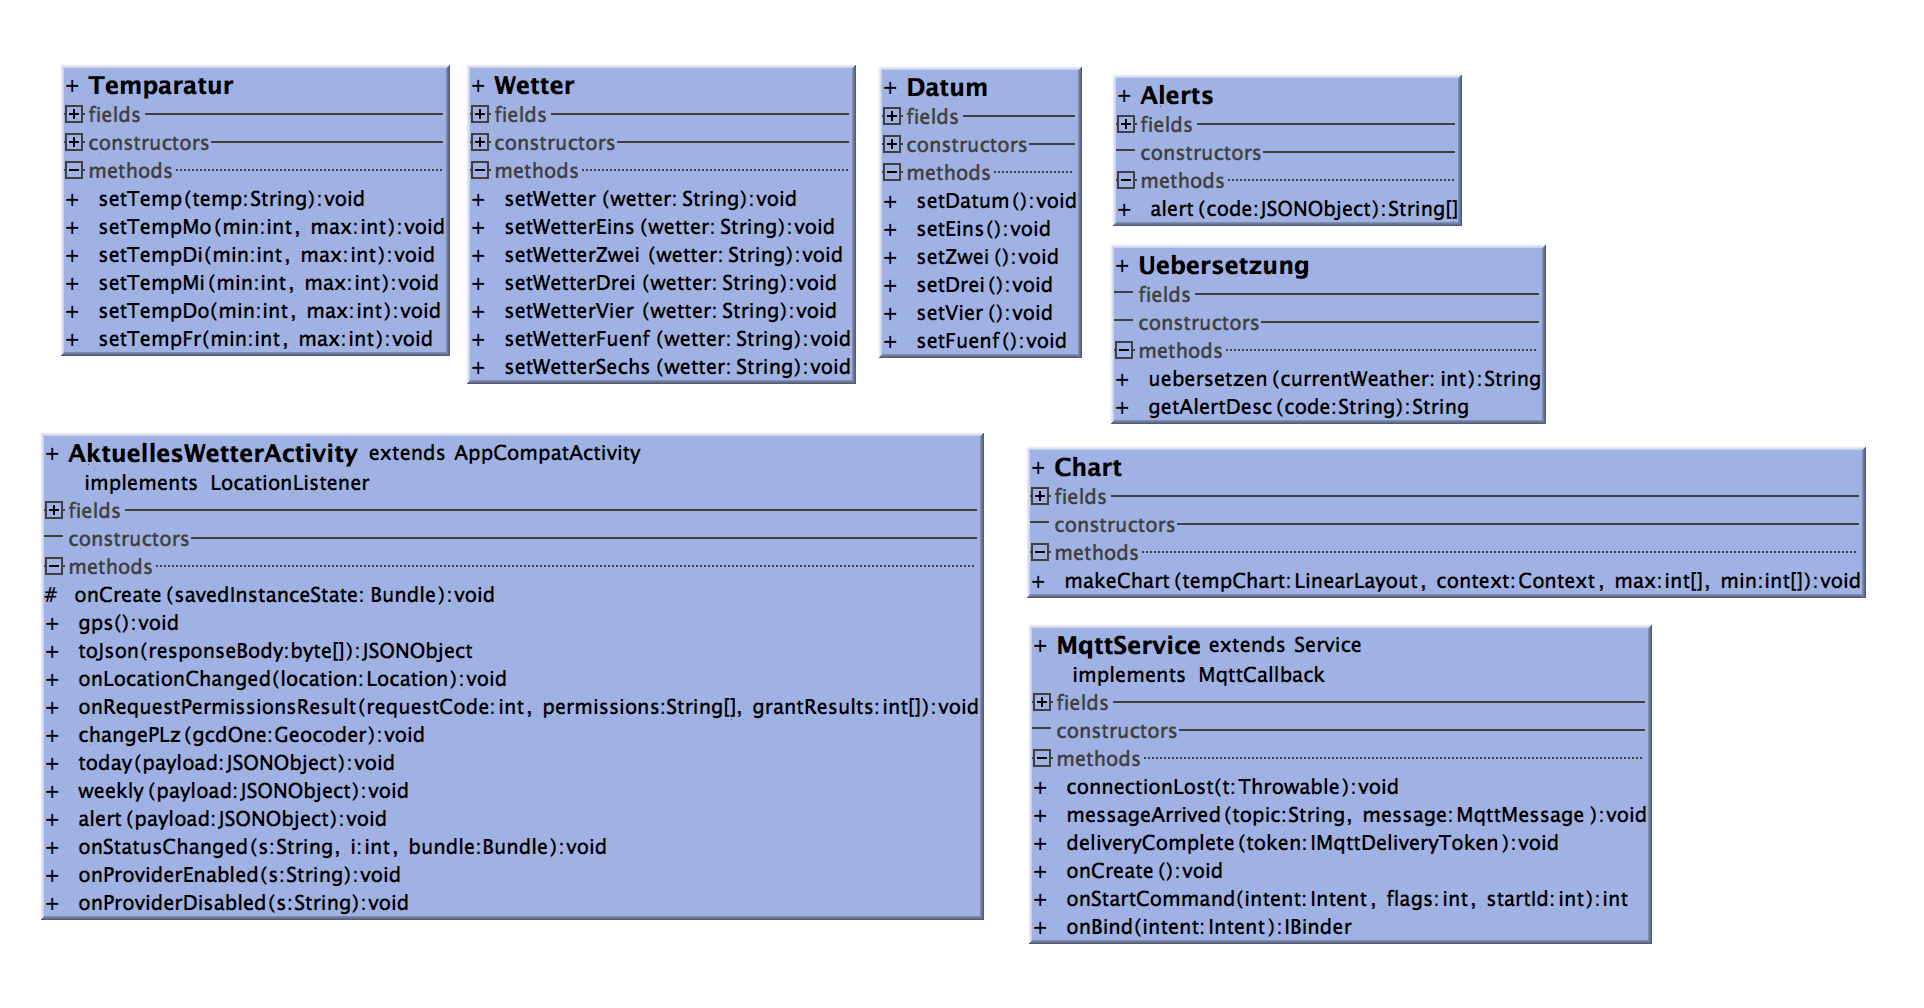 + Temparatur
fields
constructors
methods
+ setTemp(temp:String):void
+ setTempMo(min:int, max:int):void
+ setTempDi(min:int, max:int):void
+ setTempMi(min:int, max:int):void
+ setTempDo(min:int, max:int):void
+ setTempFr(min:int, max:int):void
+ Wetter
fields
constructors
methods
+ setWetter(wetter:String):void
+ setWetterEins(wetter:String):void
+ setWetterZwei(wetter:String):void
+ setWetterDrei(wetter:String):void
+ setWetterVier(wetter:String):void
+ setWetterFuenf(wetter:String):void
+ setWetterSechs(wetter:String):void
+ Datum
fields
constructors
methods
+ setDatum():void
+ setEins():void
+ setZwei():void
+ setDrei():void
+ setVier():void
+ setFuenf():void
+ Alerts
fields
constructors
methods
+ alert(code:JSONObject):String[]
+ Uebersetzung
fields
constructors
methods
+ uebersetzen(currentWeather:int):String
+ getAlertDesc(code:String):String
+ AktuellesWetterActivity extends AppCompatActivity
implements LocationListener
fields
constructors
methods
# onCreate(savedInstanceState:Bundle):void
+ gps():void
+ toJson(responseBody:byte[]):JSONObject
+ onLocationChanged(location:Location):void
+ onRequestPermissionsResult(requestCode:int, permissions:String[], grantResults:int[]):void
+ changePLz(gcdOne:Geocoder):void
+ today(payload:JSONObject):void
+ weekly(payload:JSONObject):void
+ alert(payload:JSONObject):void
+ onStatusChanged(s:String, i:int, bundle:Bundle):void
+ onProviderEnabled(s:String):void
+ onProviderDisabled(s:String):void
+ Chart
fields
constructors
methods
+ makeChart(tempChart:LinearLayout, context:Context, max:int[], min:int[]):void
+ MqttService extends Service
implements MqttCallback
fields
constructors
methods
+ connectionLost(t:Throwable):void
+ messageArrived(topic:String, message:MqttMessage):void
+ deliveryComplete(token:IMqttDeliveryToken):void
+ onCreate():void
+ onStartCommand(intent:Intent, flags:int, startId:int):int
+ onBind(intent:Intent):IBinder